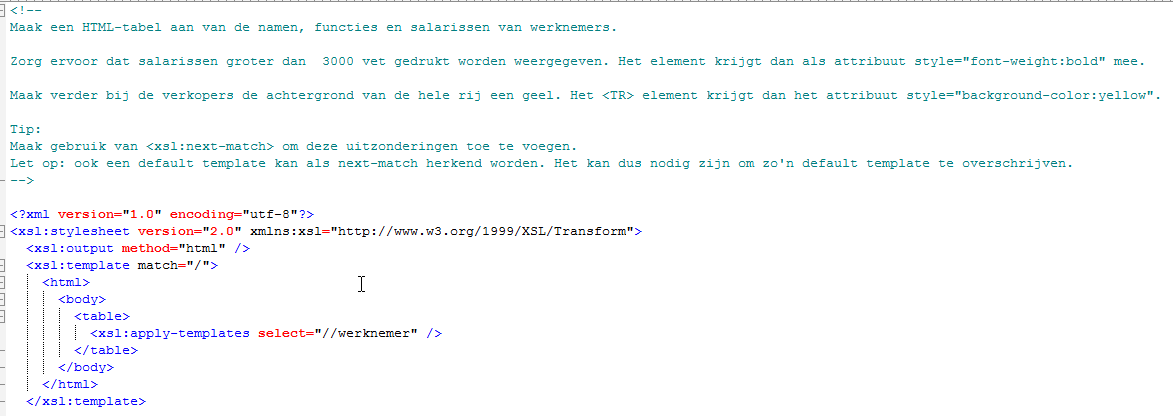 <!--
Maak een HTML-tabel aan van de namen, functies en salarissen van werknemers.
Zorg ervoor dat salarissen groter dan  3000 vet gedrukt worden weergegeven. Het element krijgt dan als attribuut style="font-weight:bold" mee.
Maak verder bij de verkopers de achtergrond van de hele rij een geel. Het <TR> element krijgt dan het attribuut style="background-color:yellow".
Tip:
Maak gebruik van <xsl:next-match> om deze uitzonderingen toe te voegen.
Let op: ook een default template kan als next-match herkend worden. Het kan dus nodig zijn om zo'n default template te overschrijven.
-->
<?xml version="1.0" encoding="utf-8"?>
<xsl:stylesheet version="2.0" xmlns:xsl="http://www.w3.org/1999/XSL/Transform">
<xsl:output method="html" />
<xsl:template match="/">
<html>
<body>
<table>
<xsl:apply-templates select="//werknemer" />
</table>
</body>
</html>
</xsl:template>